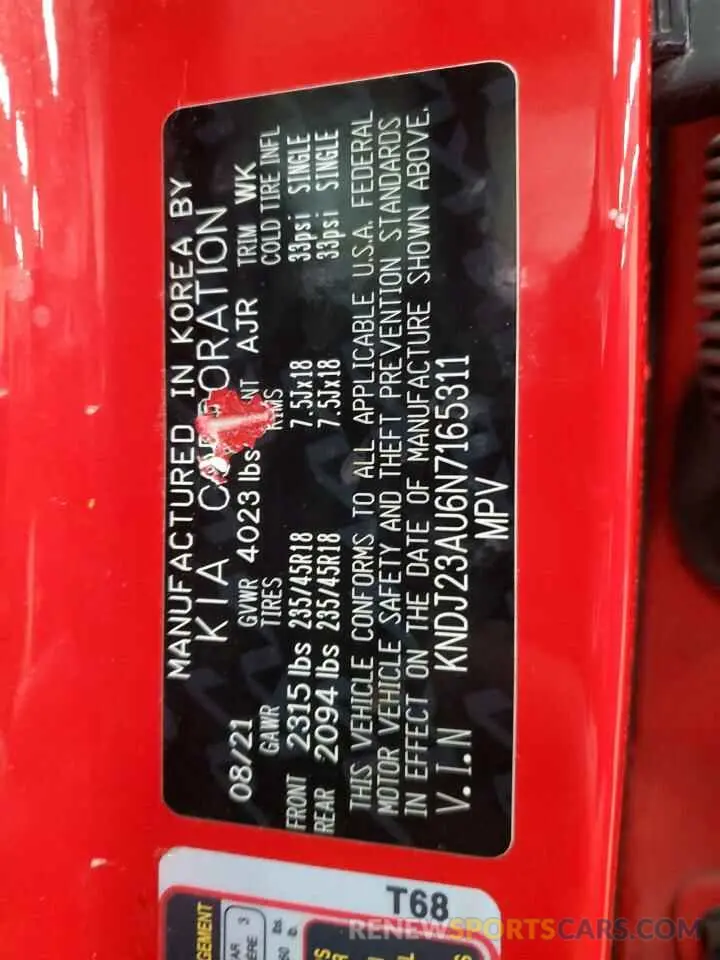 MANUFACTURED IN KOREA BY
KIA ORATION
08/21 GVWR 4023 lbs AJR TRIM WK
GAWR TIRES RIMS COLD TIRE INFL
FRONT 2315 lbs 235/45R18 7.5Jx18 33psi SINGLE
REAR 2094 lbs 235/45R18 7.5Jx18 33psi SINGLE
THIS VEHICLE CONFORMS TO ALL APPLICABLE U.S.A. FEDERAL
MOTOR VEHICLE SAFETY AND THEFT PREVENTION STANDARDS
IN EFFECT ON THE DATE OF MANUFACTURE SHOWN ABOVE.
V.I.N KNDJ23AU6N7165311
MPV
T68
RENEWSPORTSCARS.COM